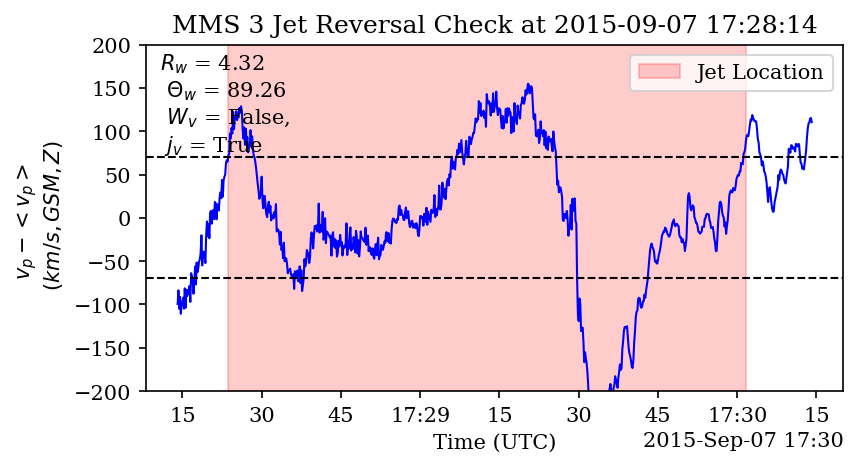 MMS 3 Jet Reversal Check at 2015-09-07 17:28:14
R_w = 4.32
Θ_w = 89.26
W_v = False,
j_v = True
Jet Location
v_p − < v_p >
(km/s, GSM, Z)
200
150
100
50
0
−50
−100
−150
−200
15 30 45 17:29 15 30 45 17:30 15
Time (UTC)
2015-Sep-07 17:30